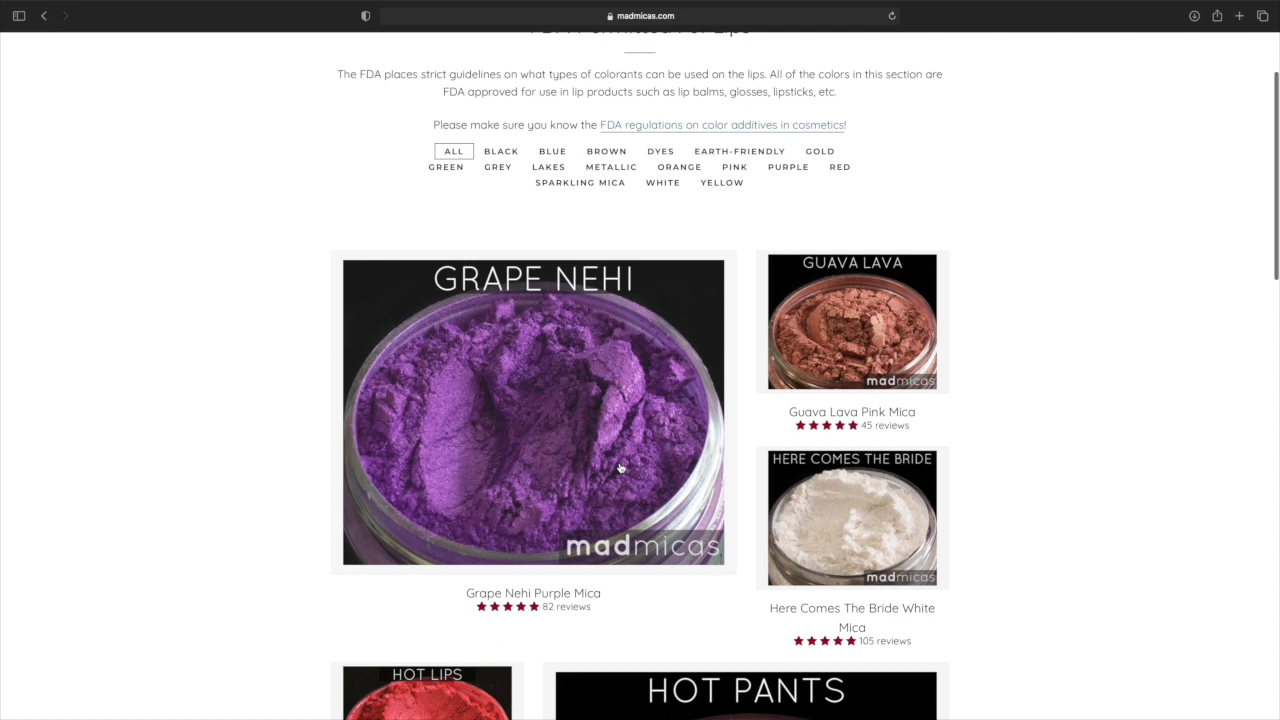 madmicas.com
The FDA places strict guidelines on what types of colorants can be used on the lips. All of the colors in this section are
FDA approved for use in lip products such as lip balms, glosses, lipsticks, etc.
Please make sure you know the FDA regulations on color additives in cosmetics!
ALL BLACK BLUE BROWN DYES EARTH-FRIENDLY GOLD
GREEN GREY LAKES METALLIC ORANGE PINK PURPLE RED
SPARKLING MICA WHITE YELLOW
GRAPE NEHI
madmicas
Grape Nehi Purple Mica
82 reviews
GUAVA LAVA
madmicas
Guava Lava Pink Mica
45 reviews
HERE COMES THE BRIDE
madmicas
Here Comes The Bride White
Mica
105 reviews
HOT LIPS
HOT PANTS